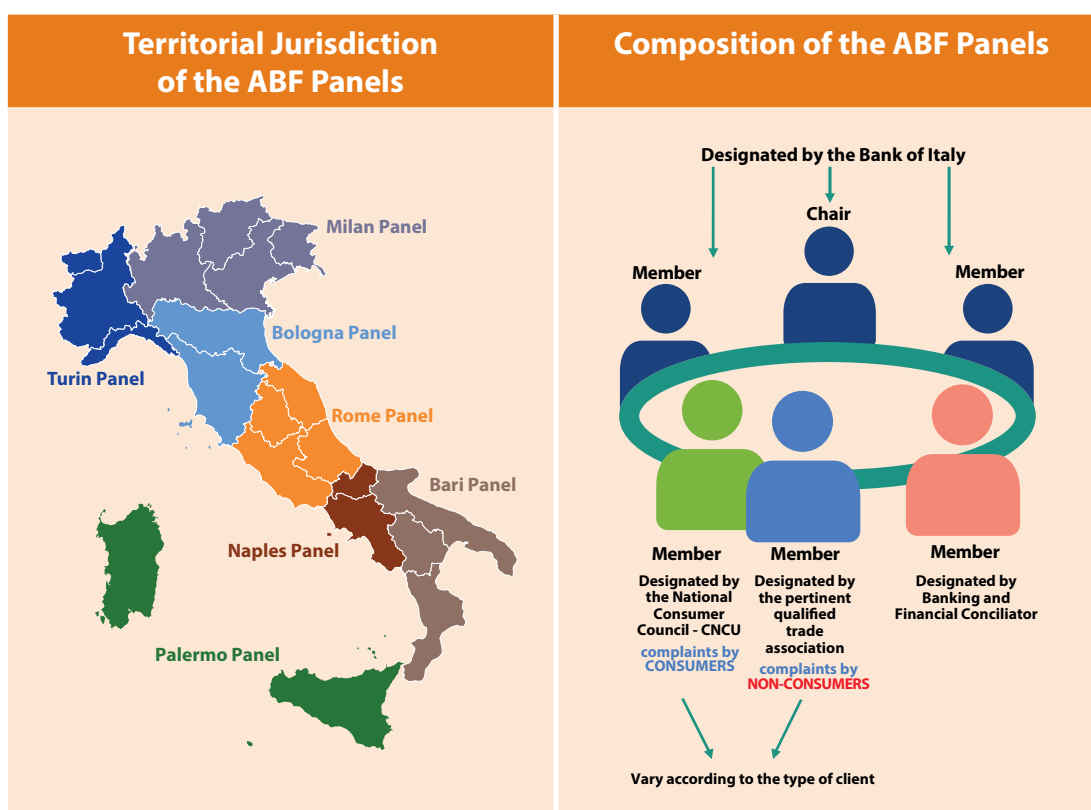 Territorial Jurisdiction
of the ABF Panels
Milan Panel
Bologna Panel
Turin Panel
Rome Panel
Bari Panel
Naples Panel
Palermo Panel
Composition of the ABF Panels
Designated by the Bank of Italy
Chair
Member
Member
Member
Designated by
the National
Consumer
Council - CNCU
complaints by
CONSUMERS
Member
Designated by
the pertinent
qualified
trade
association
complaints by
NON-CONSUMERS
Member
Designated by
Banking and
Financial Conciliator
Vary according to the type of client